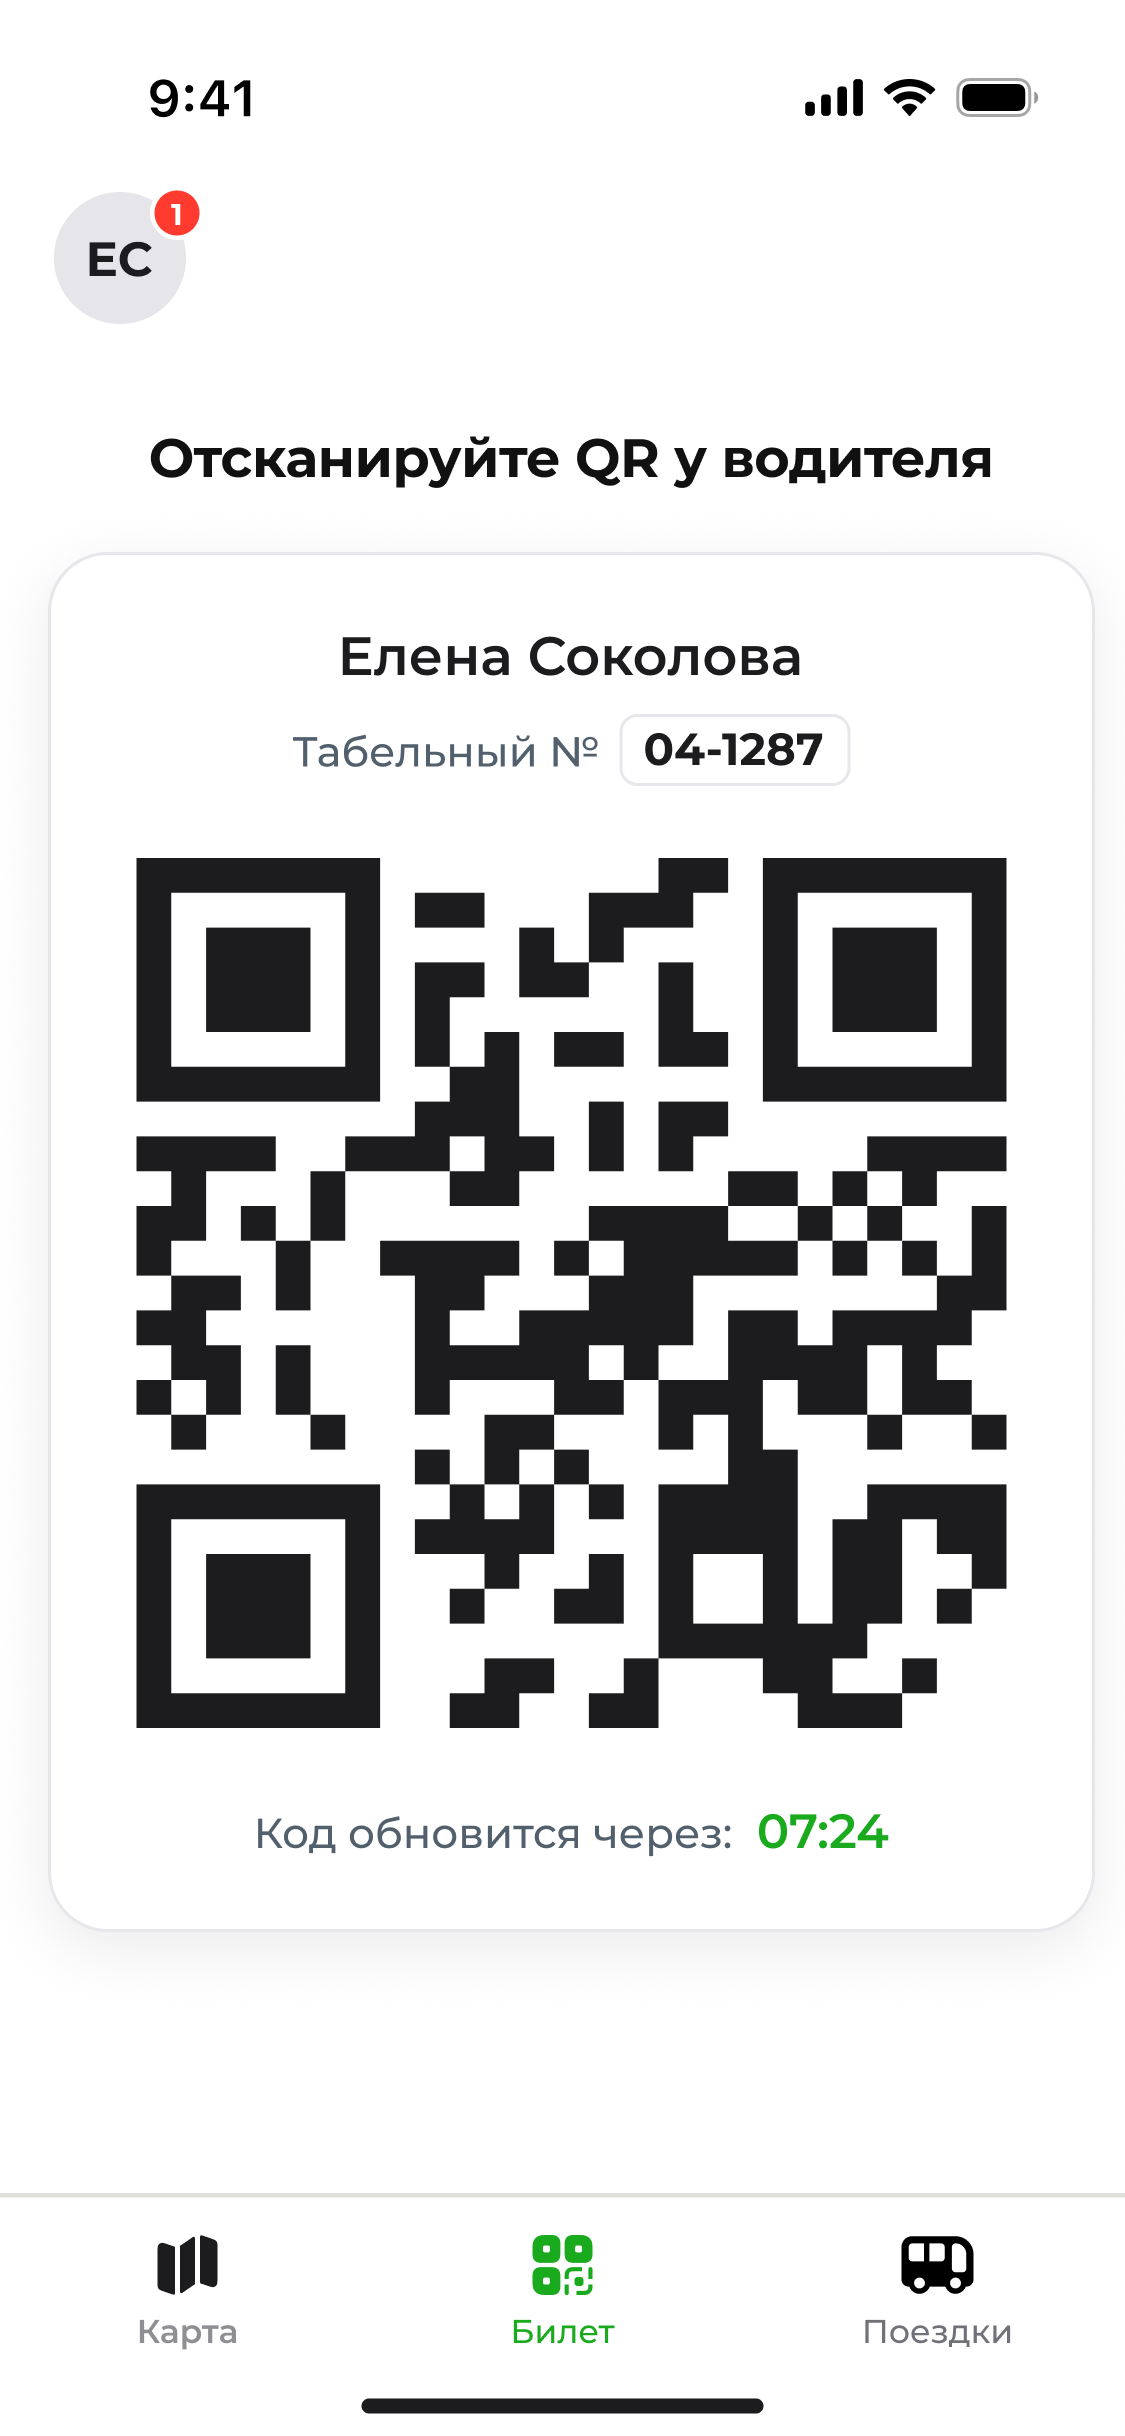 9:41
ЕС
1
Отсканируйте QR у водителя
Елена Соколова
Табельный № 04-1287
Код обновится через: 07:24
Карта
Билет
Поездки